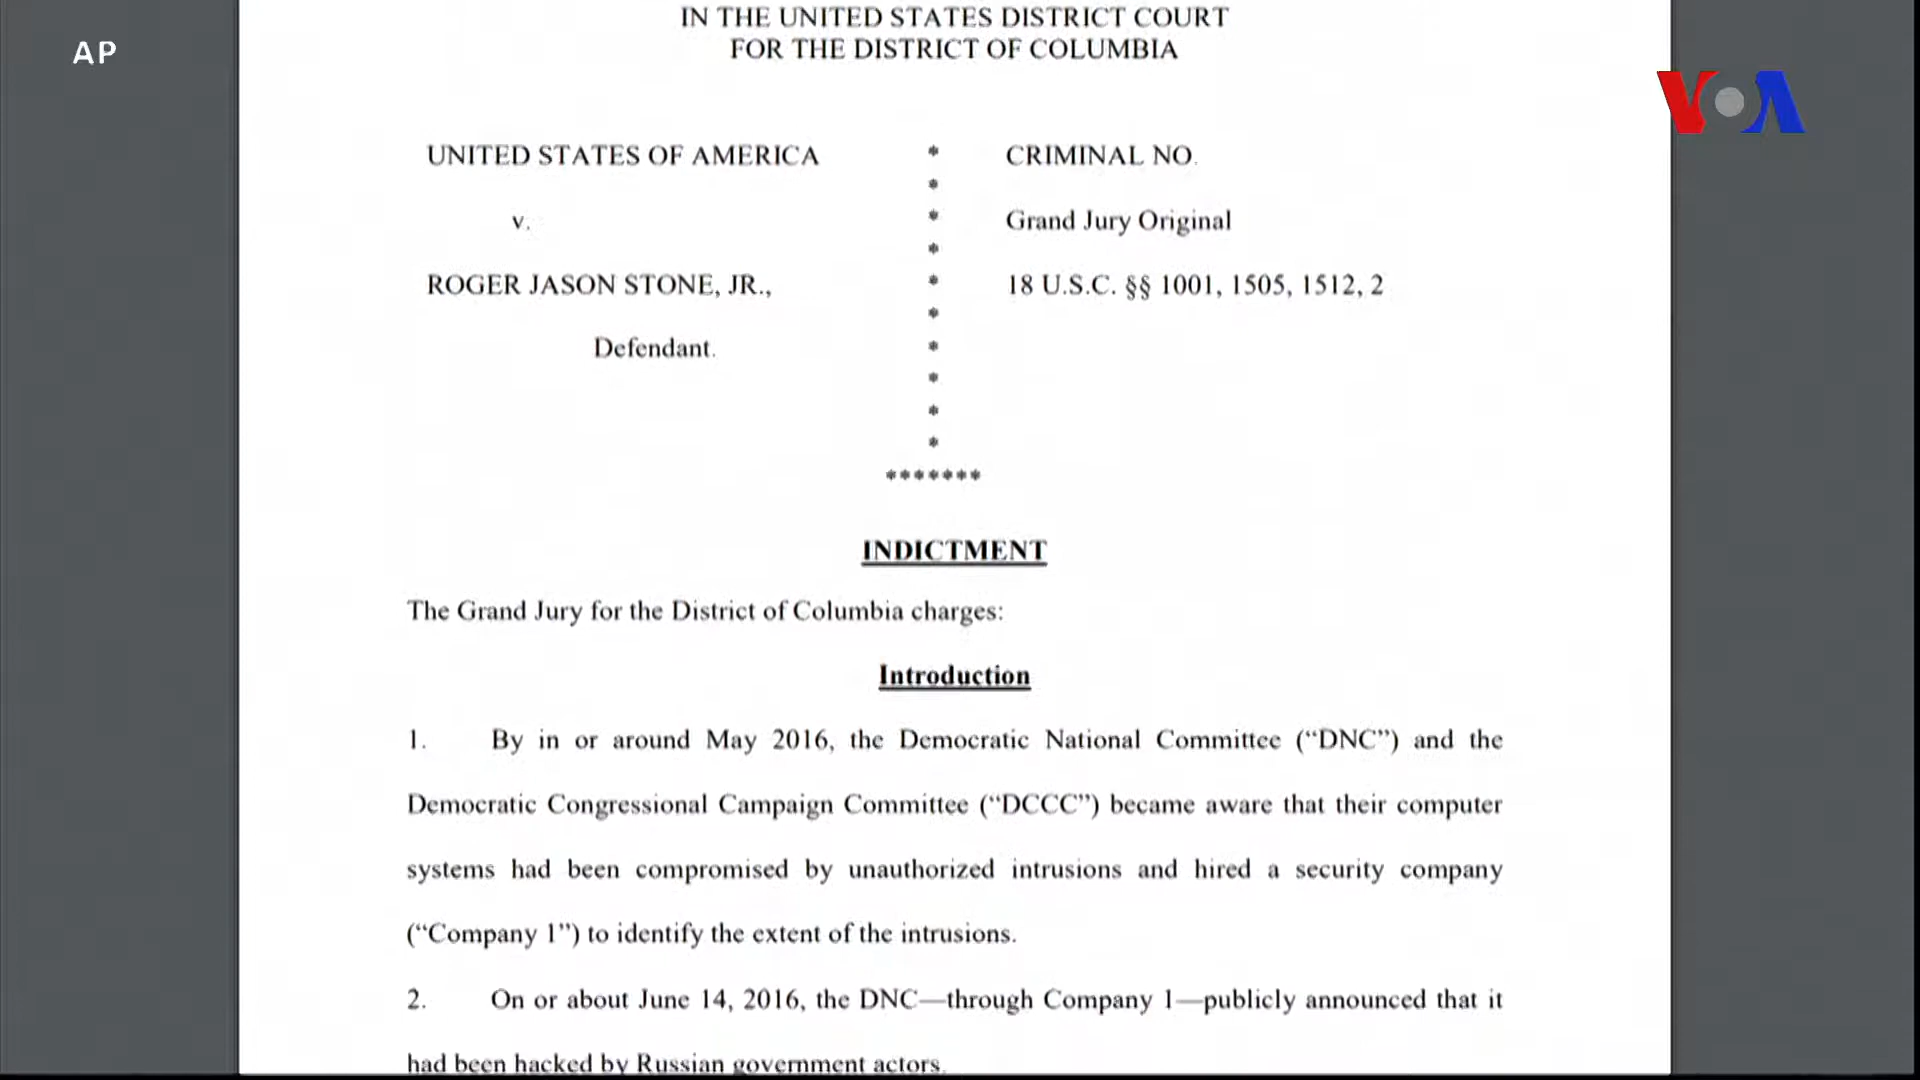 IN THE UNITED STATES DISTRICT COURT
FOR THE DISTRICT OF COLUMBIA
AP
VOA
UNITED STATES OF AMERICA * CRIMINAL NO.
*
v. * Grand Jury Original
*
ROGER JASON STONE, JR., * 18 U.S.C. §§ 1001, 1505, 1512, 2
*
Defendant. *
*
*
*
*******
INDICTMENT
The Grand Jury for the District of Columbia charges:
Introduction
1. By in or around May 2016, the Democratic National Committee (“DNC”) and the
Democratic Congressional Campaign Committee (“DCCC”) became aware that their computer
systems had been compromised by unauthorized intrusions and hired a security company
(“Company 1”) to identify the extent of the intrusions.
2. On or about June 14, 2016, the DNC—through Company 1—publicly announced that it
had been hacked by Russian government actors.